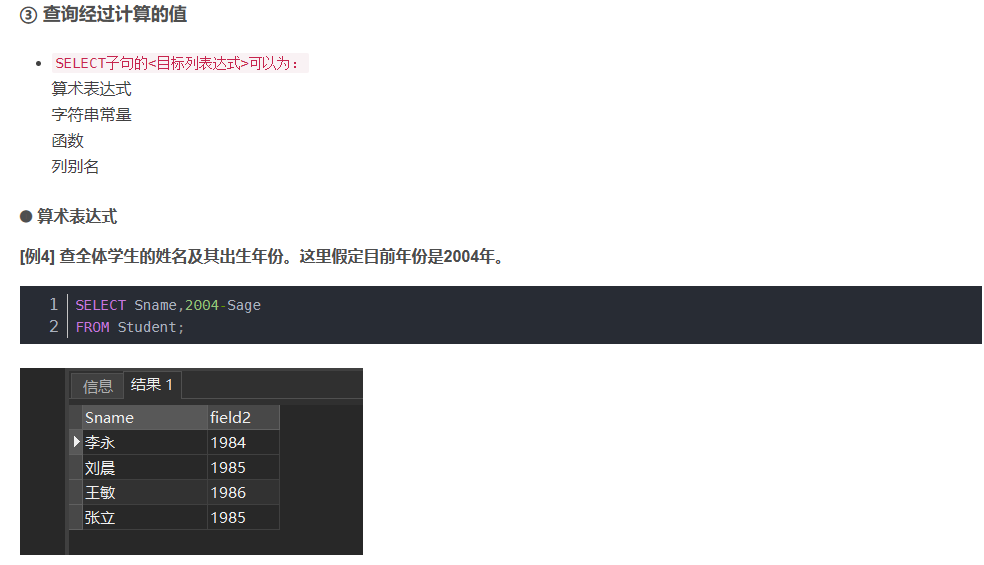 ③ 查询经过计算的值
• SELECT子句的<目标列表达式>可以为：
算术表达式
字符串常量
函数
列别名
● 算术表达式
[例4] 查全体学生的姓名及其出生年份。这里假定目前年份是2004年。
1 SELECT Sname,2004-Sage
2 FROM Student;
信息 结果 1
Sname field2
李永 1984
刘晨 1985
王敏 1986
张立 1985